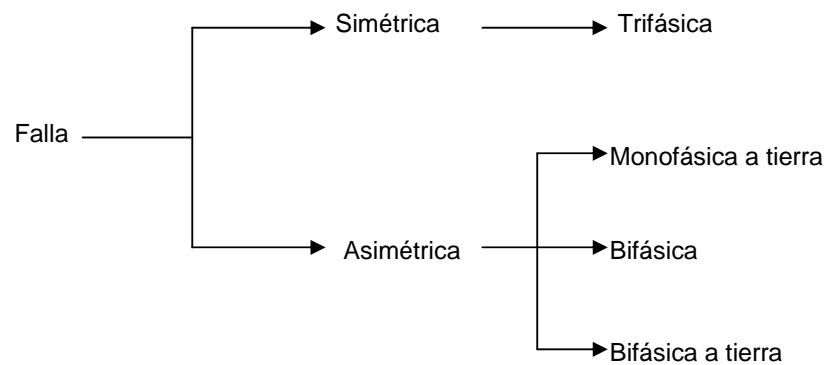 Simétrica
Trifásica
Falla
Monofásica a tierra
Asimétrica
Bifásica
Bifásica a tierra